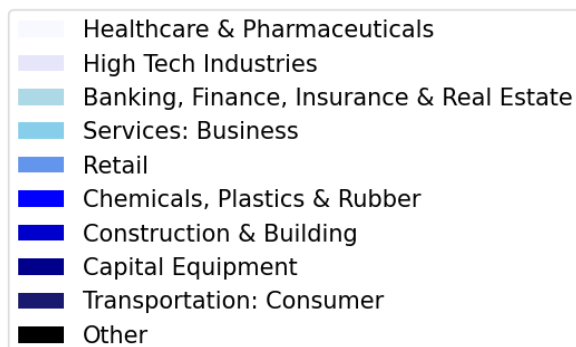 Healthcare & Pharmaceuticals
High Tech Industries
Banking, Finance, Insurance & Real Estate
Services: Business
Retail
Chemicals, Plastics & Rubber
Construction & Building
Capital Equipment
Transportation: Consumer
Other